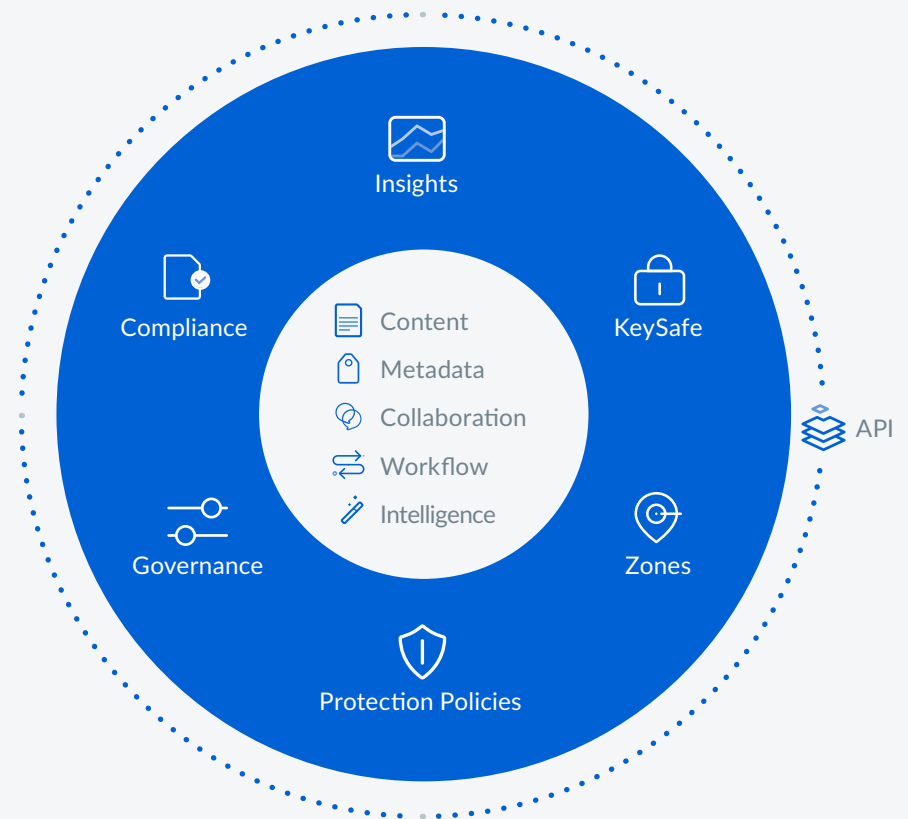 Insights
Compliance
KeySafe
Content
Metadata
Collaboration
Workflow
Intelligence
API
Governance
Zones
Protection Policies